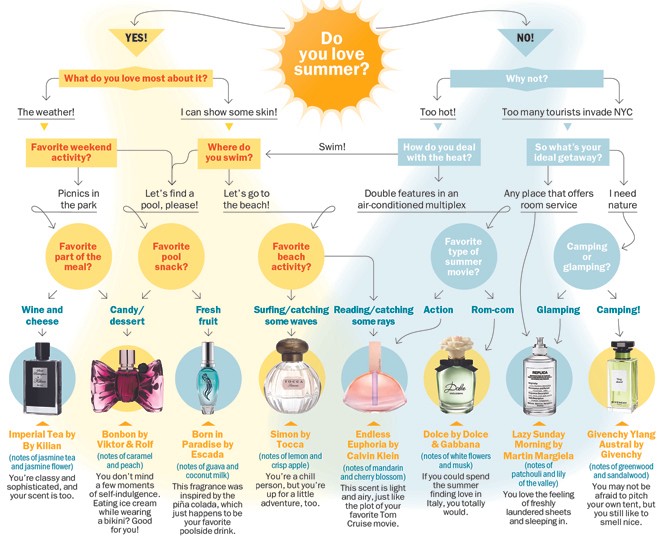 Do
you love
summer?
YES!
NO!
What do you love most about it?
Why not?
The weather!
I can show some skin!
Too hot!
Too many tourists invade NYC
Favorite weekend
activity?
Where do
you swim?
Swim!
How do you deal
with the heat?
So what's your
ideal getaway?
Picnics in
the park
Let's find a
pool, please!
Let's go to
the beach!
Double features in an
air-conditioned multiplex
Any place that offers
room service
I need
nature
Favorite
part of the
meal?
Favorite
pool
snack?
Favorite
beach
activity?
Favorite
type of
summer
movie?
Camping
or
glamping?
Wine and
cheese
Candy/
dessert
Fresh
fruit
Surfing/catching
some waves
Reading/catching
some rays
Action
Rom-com
Glamping
Camping!
TOCCA
Dolce
REPLICA
Imperial Tea by
By Kilian
(notes of jasmine tea
and jasmine flower)
You're classy and
sophisticated, and
your scent is too.
Bonbon by
Viktor & Rolf
(notes of caramel
and peach)
You don't mind
a few moments
of self-indulgence.
Eating ice cream
while wearing
a bikini? Good
for you!
Born in
Paradise by
Escada
(notes of guava and
coconut milk)
This fragrance was
inspired by the
piña colada, which
just happens to be
your favorite
poolside drink.
Simon by
Tocca
(notes of lemon and
crisp apple)
You're a chill
person, but you're
up for a little
adventure, too.
Endless
Euphoria by
Calvin Klein
(notes of mandarin
and cherry blossom)
This scent is light
and airy, just like
the plot of your
favorite Tom
Cruise movie.
Dolce by Dolce
& Gabbana
(notes of white flowers
and musk)
If you could spend
the summer
finding love in
Italy, you totally
would.
Lazy Sunday
Morning by
Martin Margiela
(notes of
patchouli and lily
of the valley)
You love the feeling
of freshly
laundered sheets
and sleeping in.
Givenchy Ylang
Austral by
Givenchy
(notes of greenwood
and sandalwood)
You may not be
afraid to pitch
your own tent, but
you still like to
smell nice.